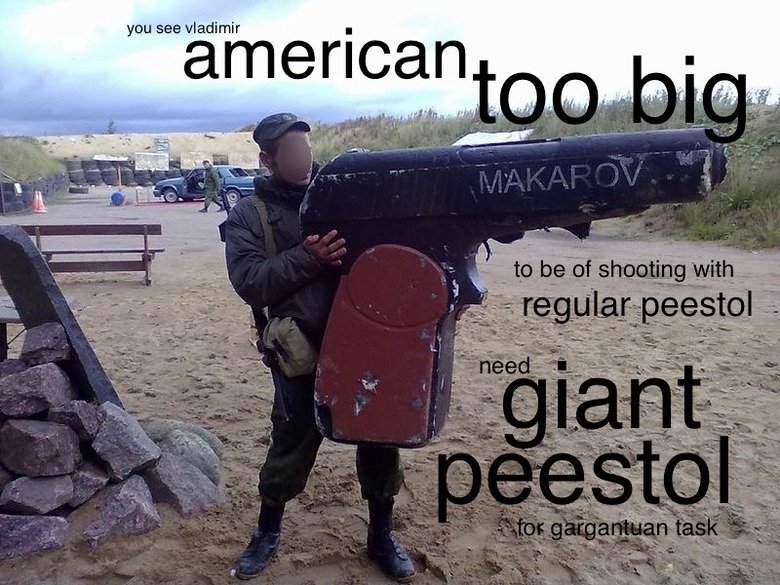 you see vladimir
american
too big
MAKAROV
to be of shooting with
regular peestol
need
giant
peestol
for gargantuan task